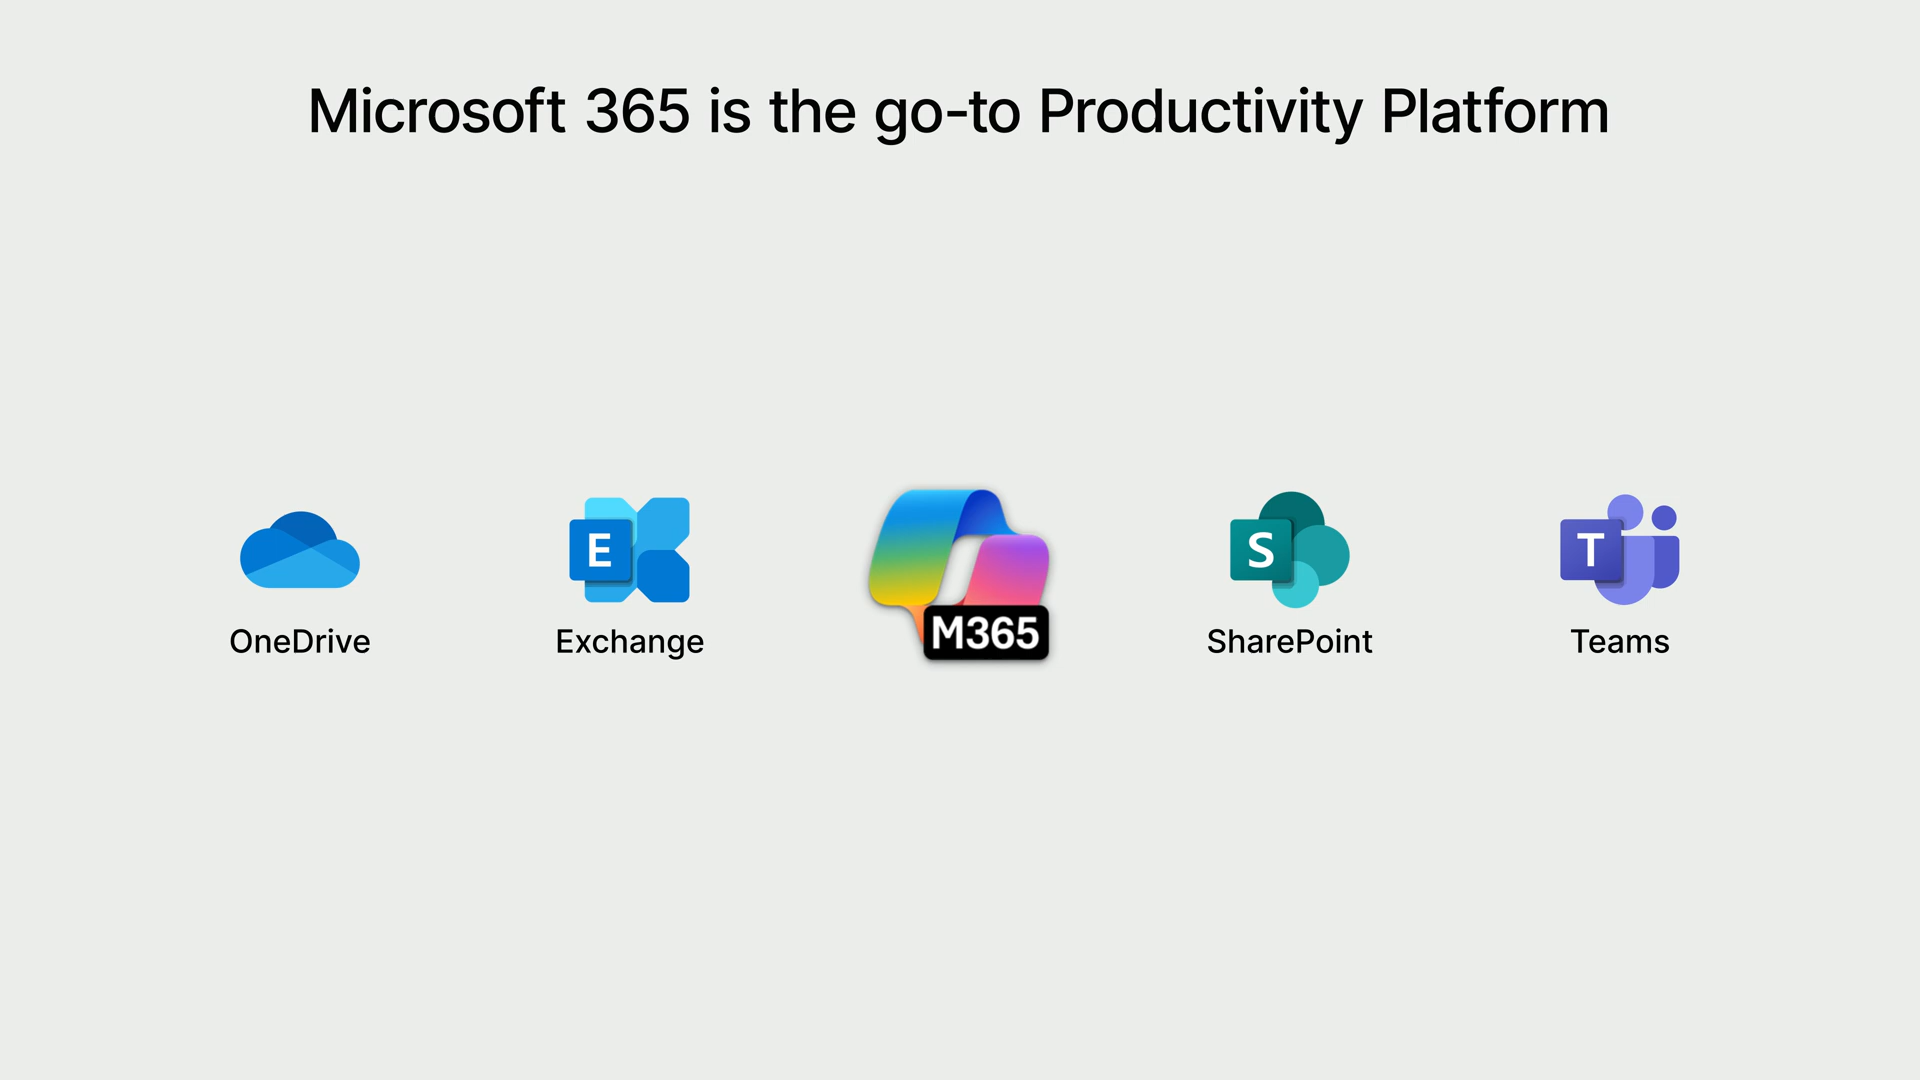 Microsoft 365 is the go-to Productivity Platform
E
M365
S
T
OneDrive
Exchange
SharePoint
Teams